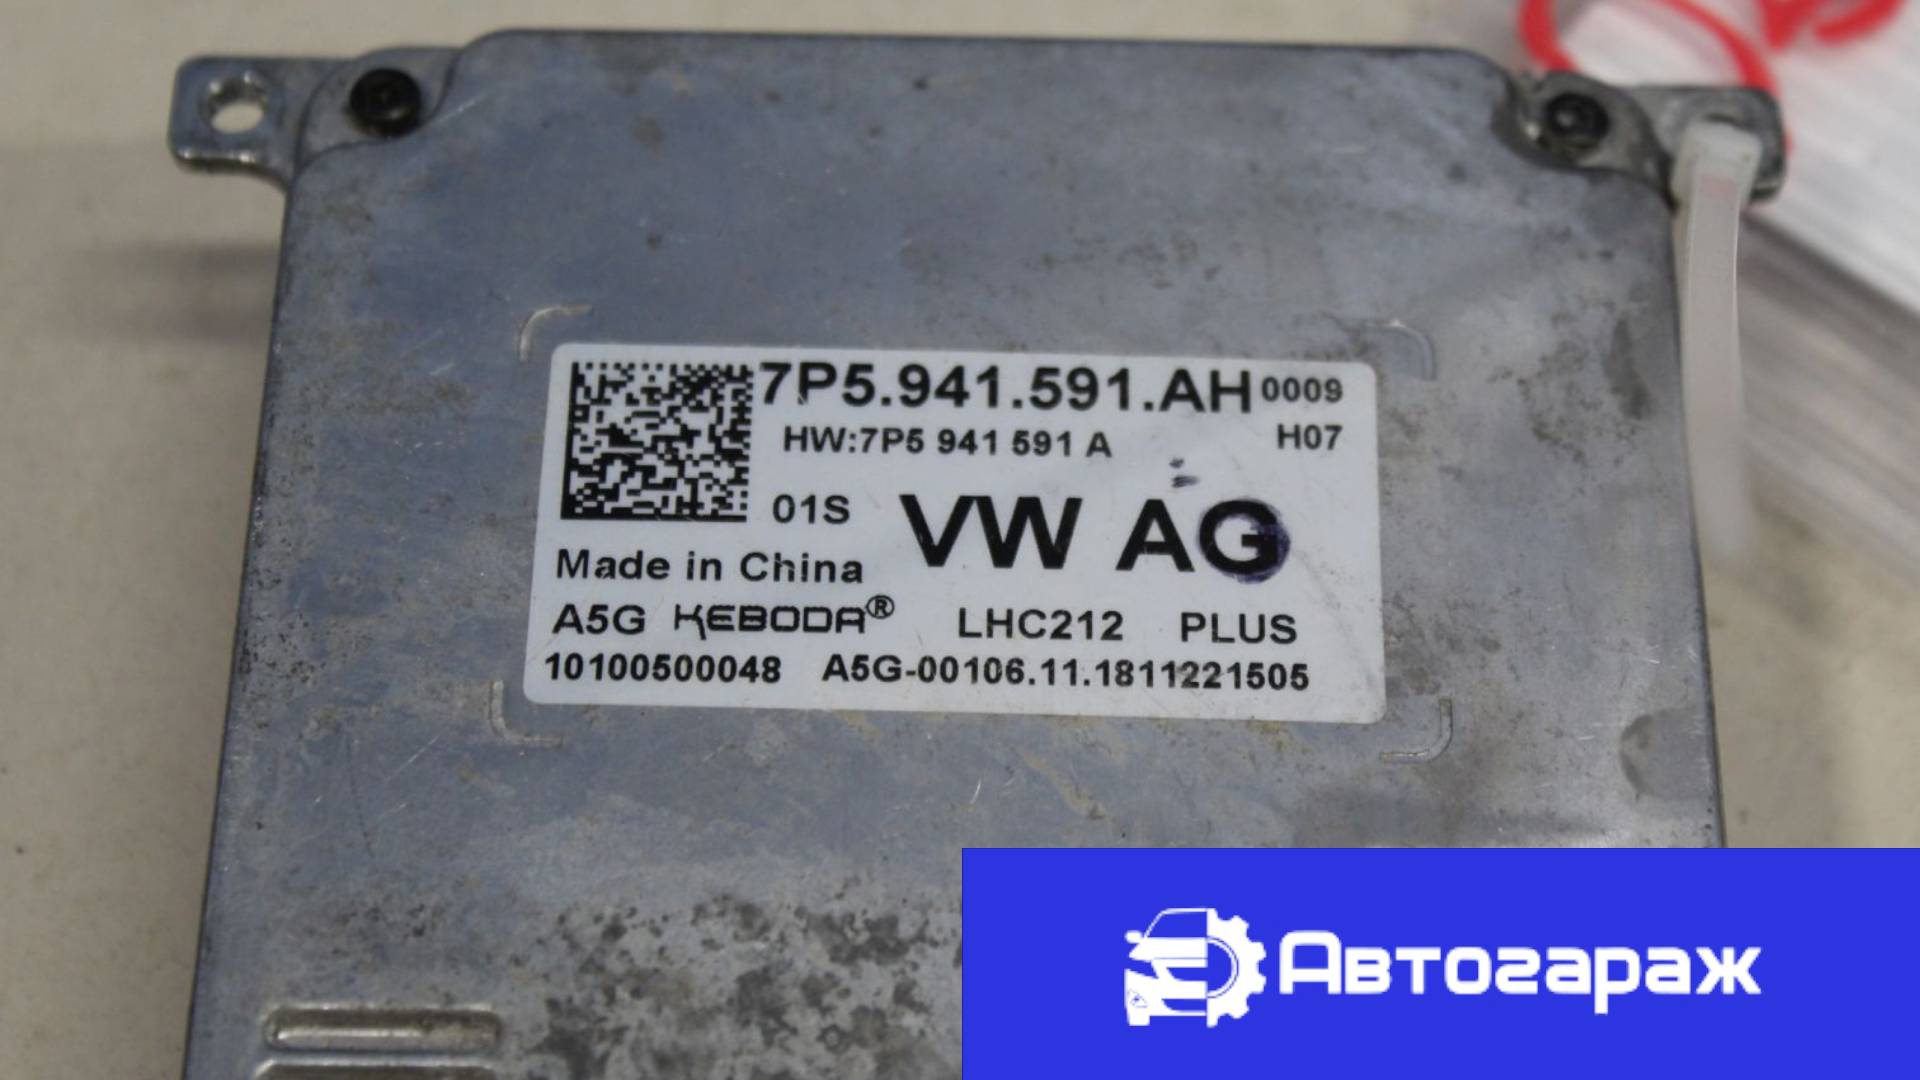 7P5.941.591.AH 0009
HW:7P5 941 591 A H07
01S VW AG
Made in China
A5G KEBODA® LHC212 PLUS
10100500048 A5G-00106.11.1811221505
Автогараж